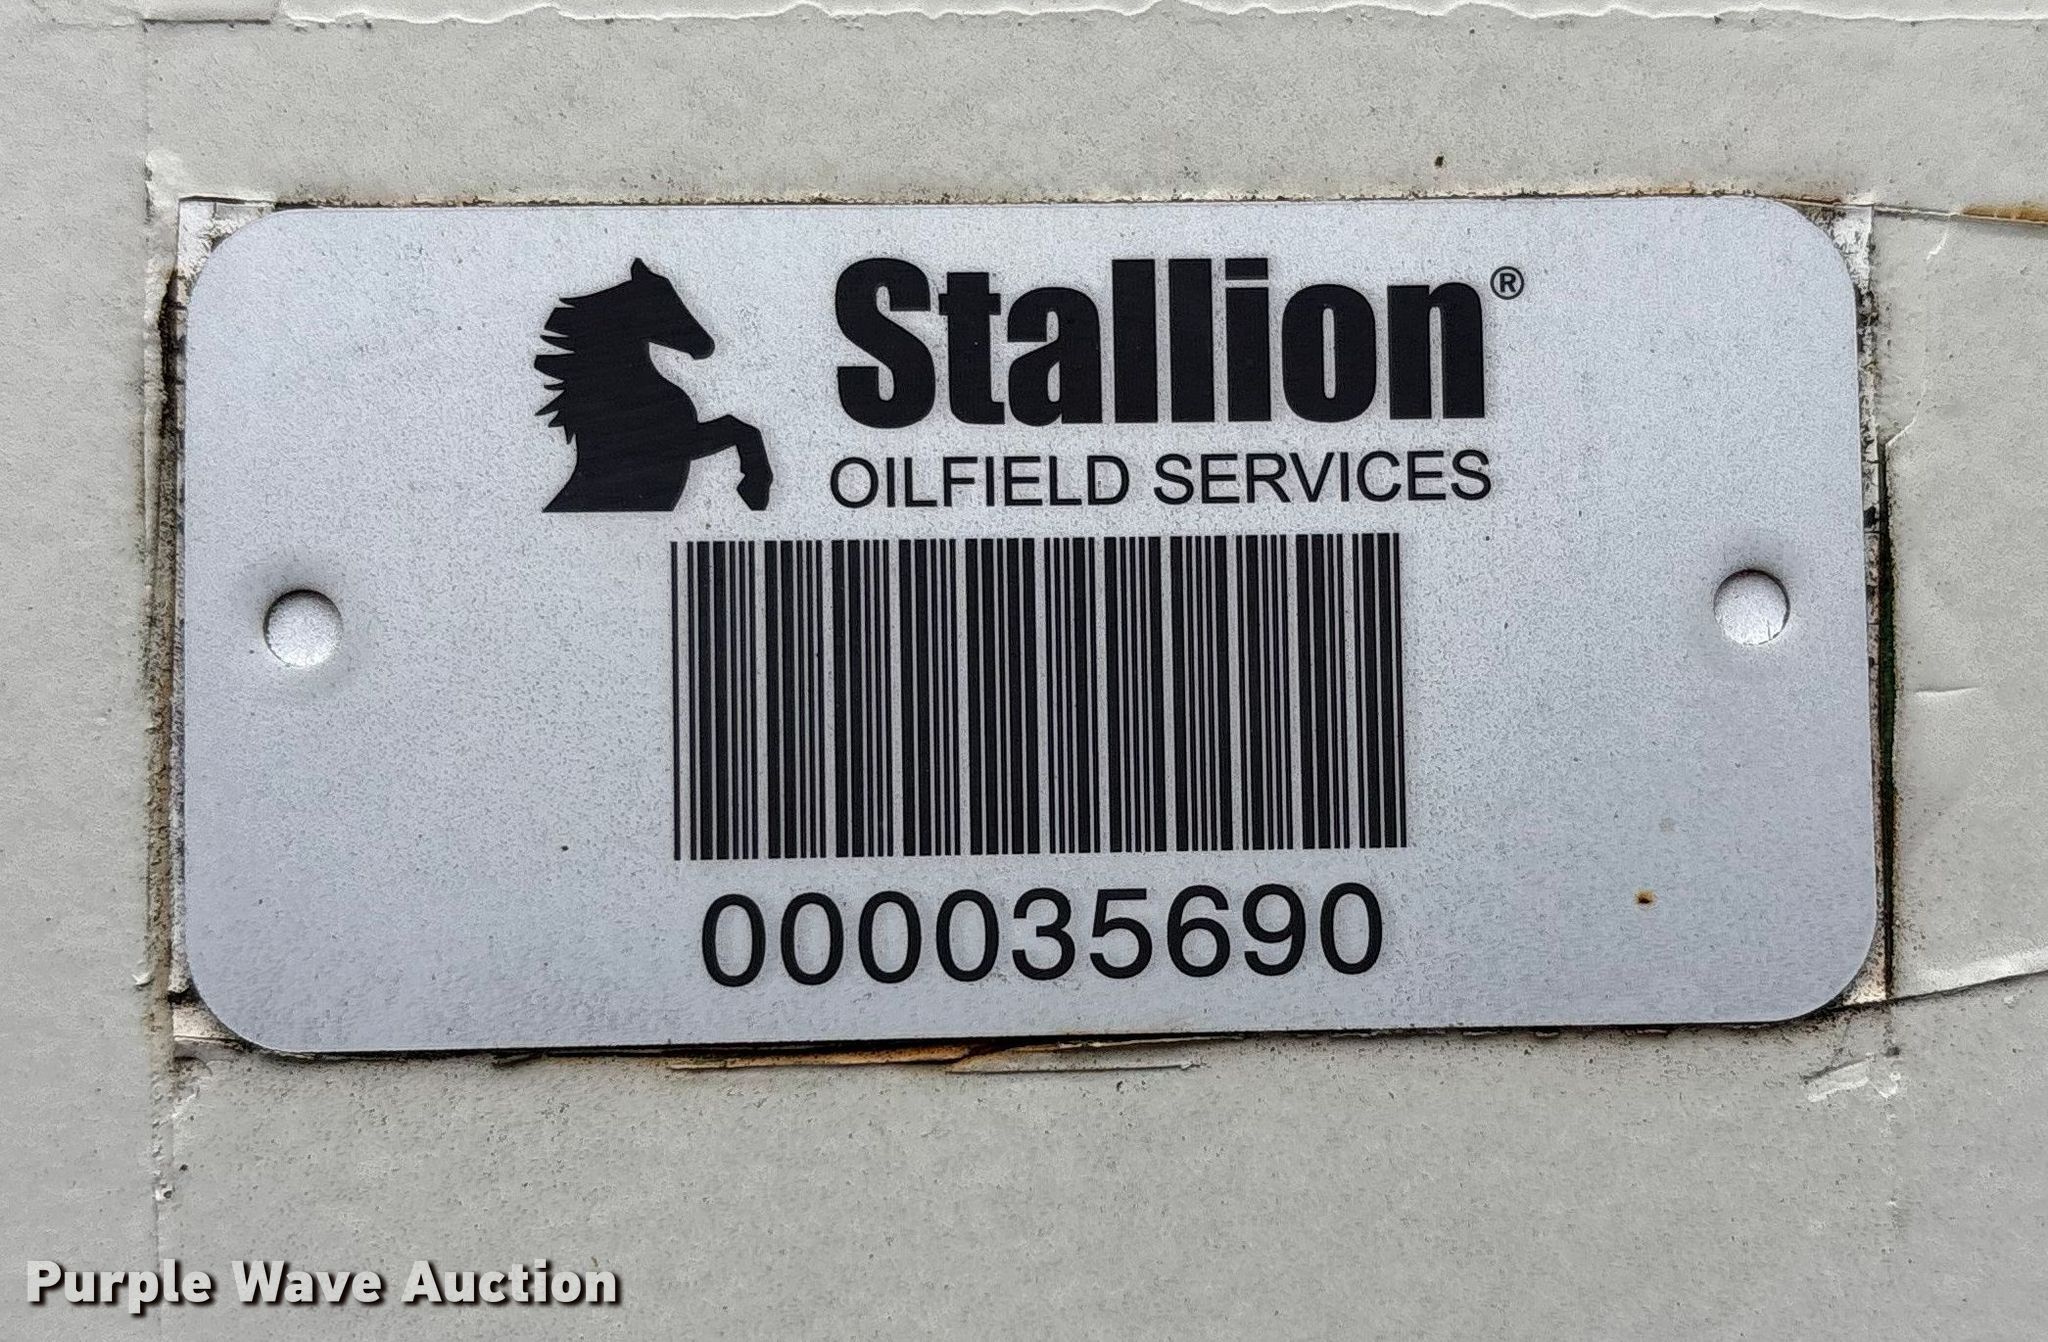 Stallion®
OILFIELD SERVICES
000035690
Purple Wave Auction